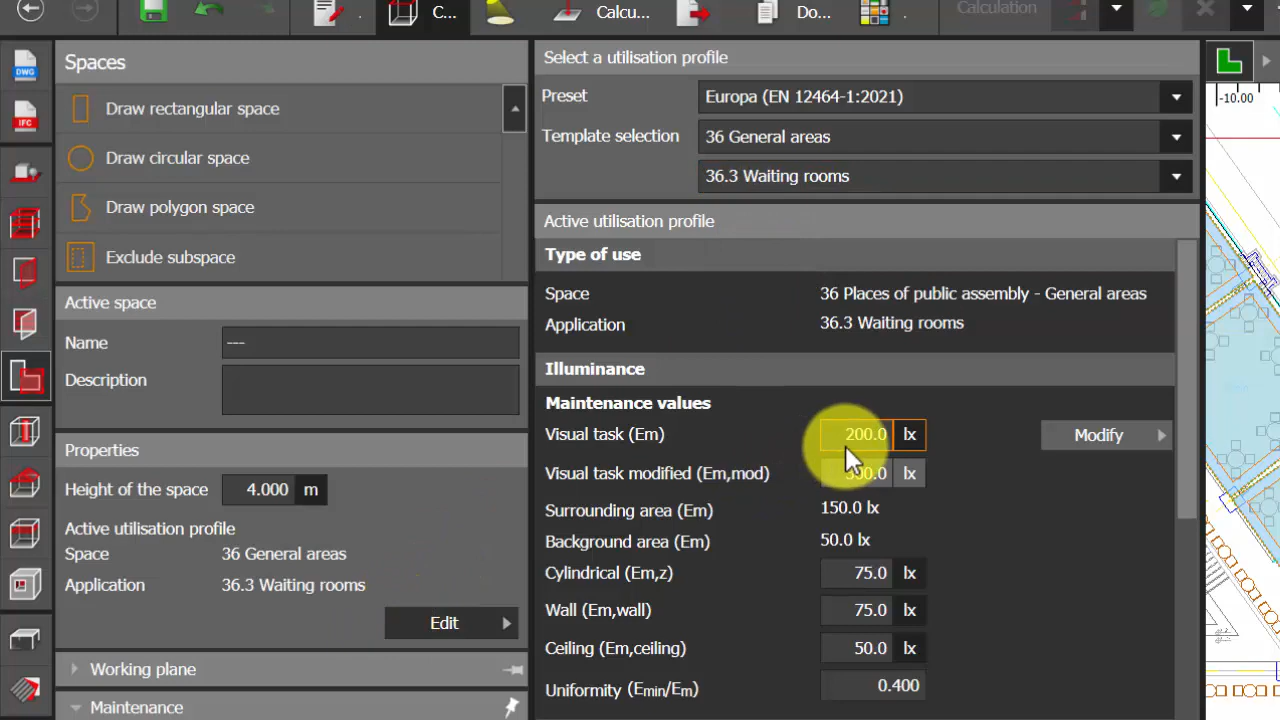 C...
Calcu...
Do...
Calculation
DWG
IFC
Spaces
Draw rectangular space
Draw circular space
Draw polygon space
Exclude subspace
Active space
Name ---
Description
Properties
Height of the space 4.000 m
Active utilisation profile
Space 36 General areas
Application 36.3 Waiting rooms
Edit
Working plane
Maintenance
Select a utilisation profile
Preset Europa (EN 12464-1:2021)
Template selection 36 General areas
36.3 Waiting rooms
Active utilisation profile
Type of use
Space 36 Places of public assembly - General areas
Application 36.3 Waiting rooms
Illuminance
Maintenance values
Visual task (Em) 200.0 lx Modify
Visual task modified (Em,mod) lx
Surrounding area (Em) 150.0 lx
Background area (Em) 50.0 lx
Cylindrical (Em,z) 75.0 lx
Wall (Em,wall) 75.0 lx
Ceiling (Em,ceiling) 50.0 lx
Uniformity (Emin/Em) 0.400
-10.00